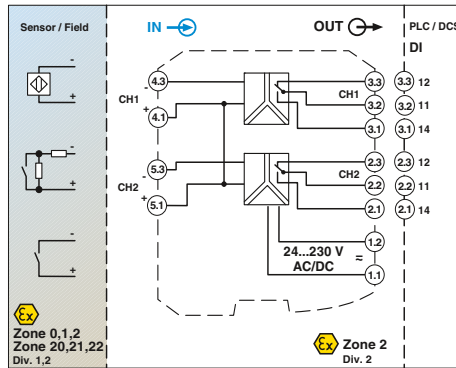 Sensor / Field
IN
OUT
PLC / DCS
DI
-
+
-
+
-
+
-
4.3
CH1
+
4.1
5.3
-
CH2
+
5.1
3.3
CH1
3.2
3.1
2.3
CH2
2.2
2.1
1.2
24...230 V
AC/DC
≈
1.1
3.3 12
3.2 11
3.1 14
2.3 12
2.2 11
2.1 14
Ex
Zone 0,1,2
Zone 20,21,22
Div. 1,2
Ex Zone 2
Div. 2